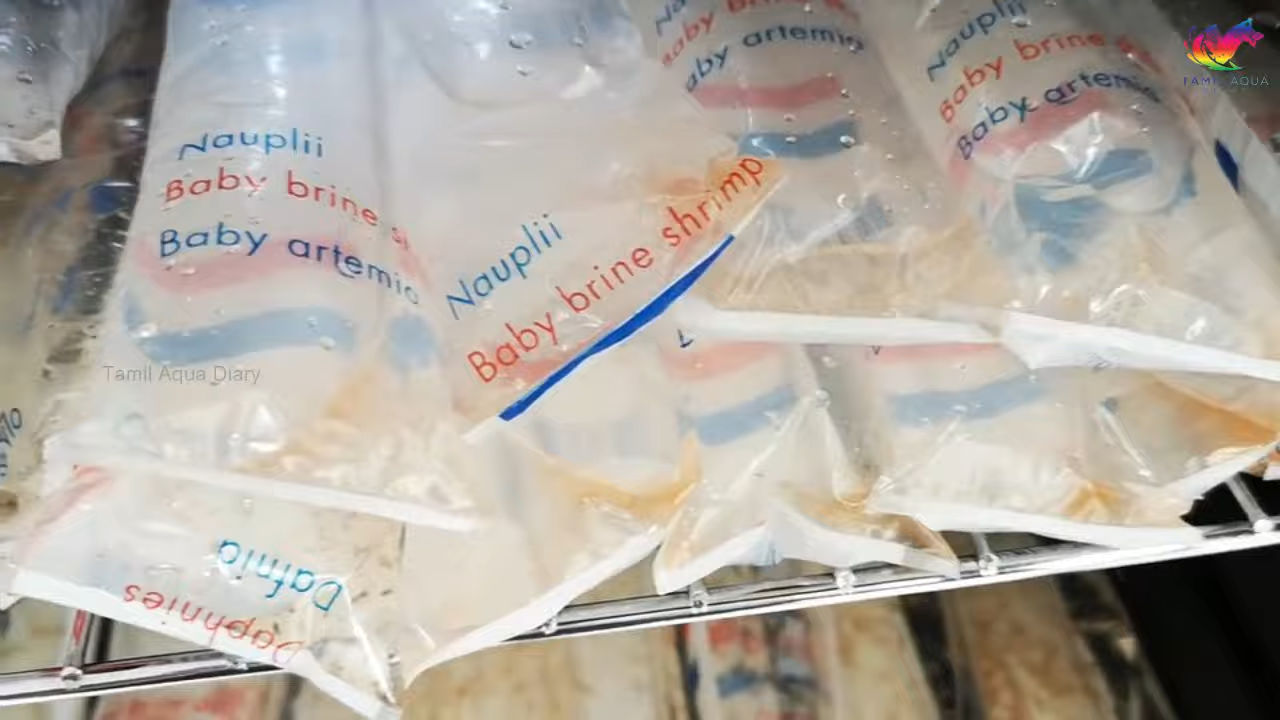 Nauplii
Baby brine
Baby artemia
Nauplii
Baby brine shrimp
baby
aby artemia
Nauplii
Baby brine
Baby artemia
TAMIL AQUA
Tamil Aqua Diary
Dafnia
Daphnies